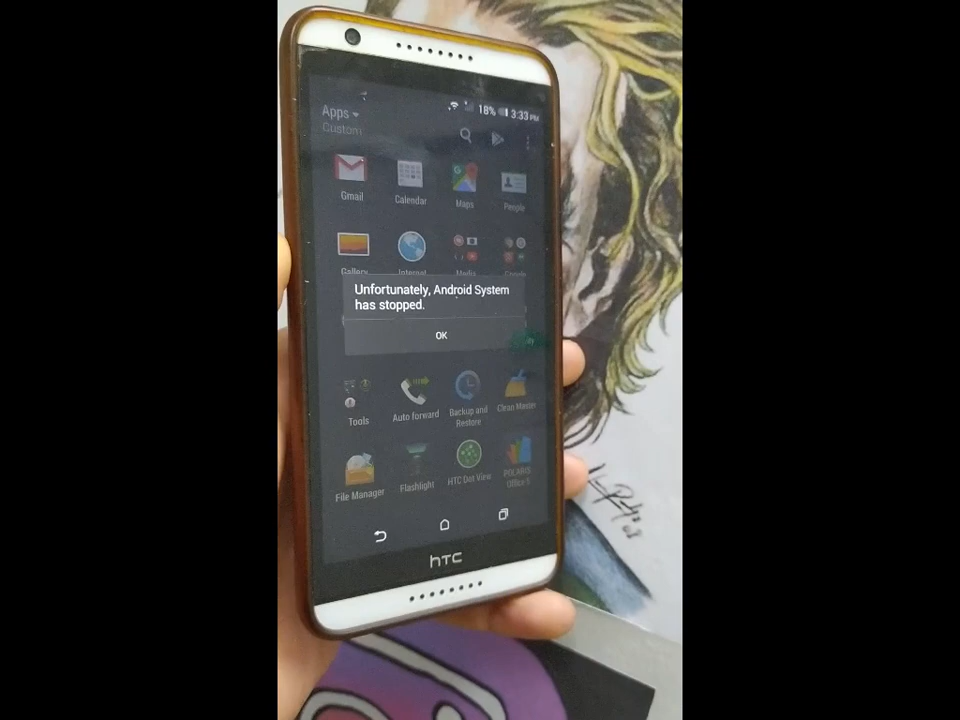 18% 3:33 PM
Apps
Custom
Gmail Calendar Maps People
Gallery Internet Media Google
Unfortunately, Android System
has stopped.
OK
Tools Auto forward Backup and Clean Master
Restore
File Manager Flashlight HTC Dot View POLARIS
Office 5
hTC